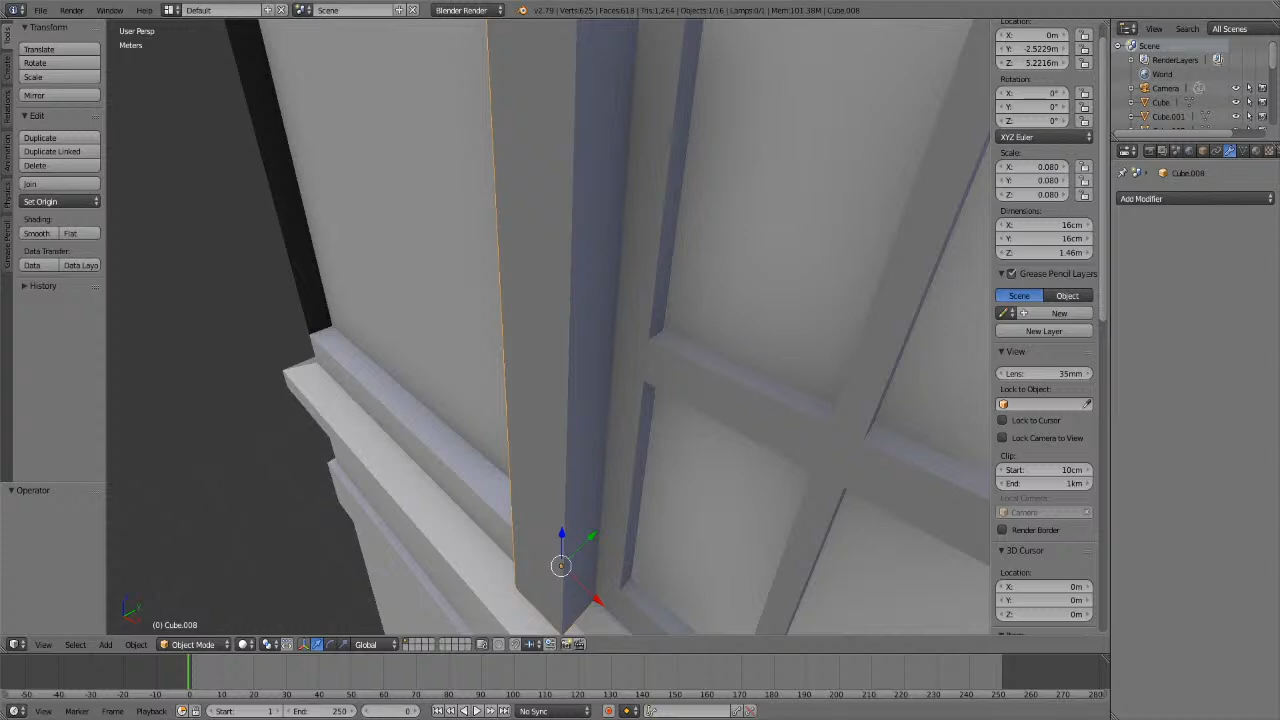 File Render Window Help Default Scene Blender Render v2.79 | Verts:625 | Faces:618 | Tris:1,264 | Objects:1/16 | Lamps:0/1 | Mem:101.38M | Cube.008
Transform
Translate
Rotate
Scale
Mirror
Edit
Duplicate
Duplicate Linked
Delete
Join
Set Origin
Shading:
Smooth Flat
Data Transfer:
Data Data Layo
History
Operator
Tools
Create
Relations
Animation
Physics
Grease Pencil
User Persp
Meters
(0) Cube.008
Location:
X: 0m
Y: -2.5229m
Z: 5.2216m
Rotation:
X: 0°
Y: 0°
Z: 0°
XYZ Euler
Scale:
X: 0.080
Y: 0.080
Z: 0.080
Dimensions:
X: 16cm
Y: 16cm
Z: 1.46m
Grease Pencil Layers
Scene Object
New
New Layer
View
Lens: 35mm
Lock to Object:
Lock to Cursor
Lock Camera to View
Clip:
Start: 10cm
End: 1km
Local Camera:
Camera
Render Border
3D Cursor
Location:
X: 0m
Y: 0m
Z: 0m
View Search All Scenes
Scene
RenderLayers
World
Camera
Cube
Cube.001
Cube.008
Add Modifier
View Select Add Object Object Mode Global
-50 -40 -30 -20 -10 0 10 20 30 40 50 60 70 80 90 100 110 120 130 140 150 160 170 180 190 200 210 220 230 240 250 260 270 280
View Marker Frame Playback Start: 1 End: 250 0 No Sync